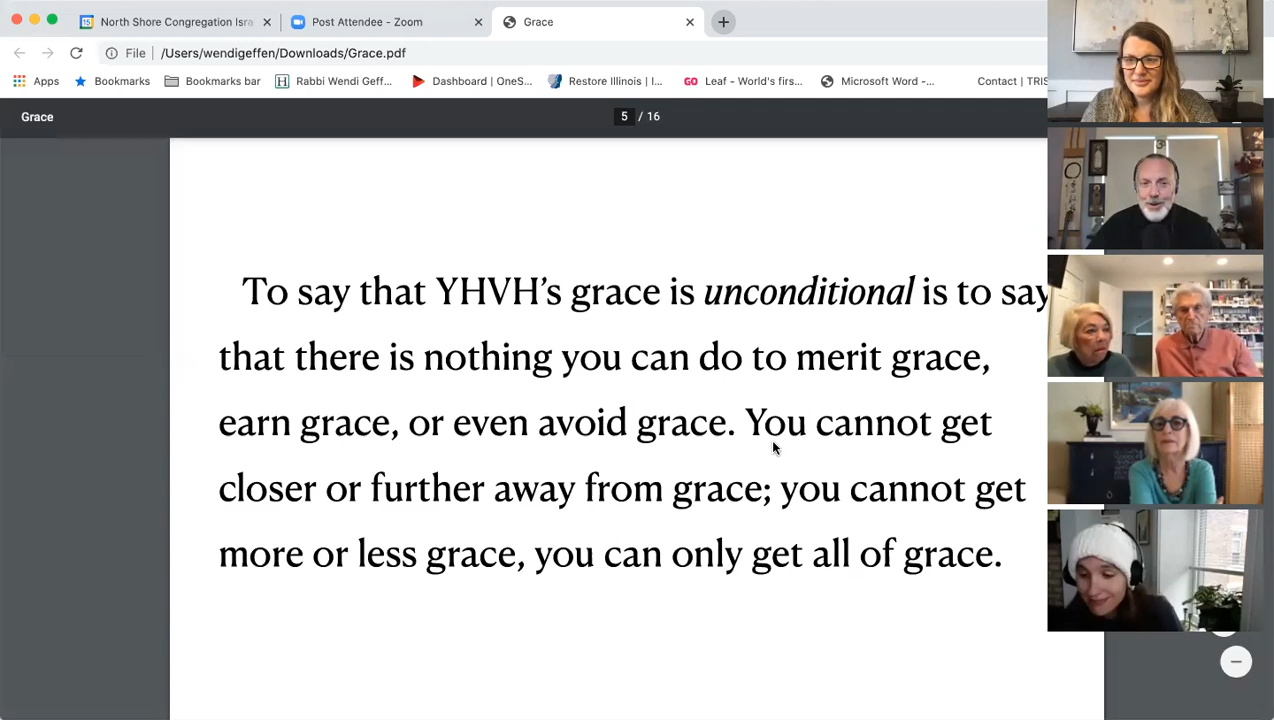 North Shore Congregation Isra
Post Attendee - Zoom
Grace
File | /Users/wendigeffen/Downloads/Grace.pdf
Apps Bookmarks Bookmarks bar Rabbi Wendi Geff... Dashboard | OneS... Restore Illinois | I... Leaf - World's first... Microsoft Word -... Contact | TRIS
Grace
5 / 16
To say that YHVH’s grace is unconditional is to say
that there is nothing you can do to merit grace,
earn grace, or even avoid grace. You cannot get
closer or further away from grace; you cannot get
more or less grace, you can only get all of grace.